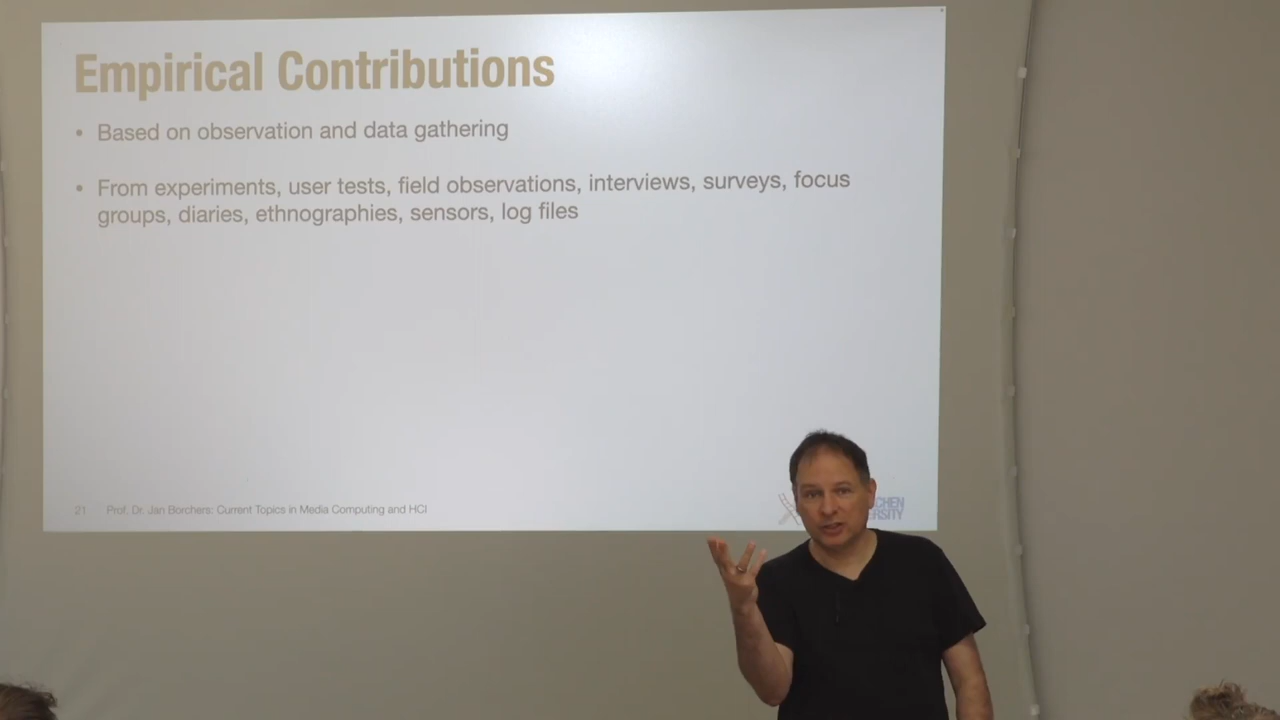 Empirical Contributions
• Based on observation and data gathering
• From experiments, user tests, field observations, interviews, surveys, focus
groups, diaries, ethnographies, sensors, log files
21 Prof. Dr. Jan Borchers: Current Topics in Media Computing and HCI